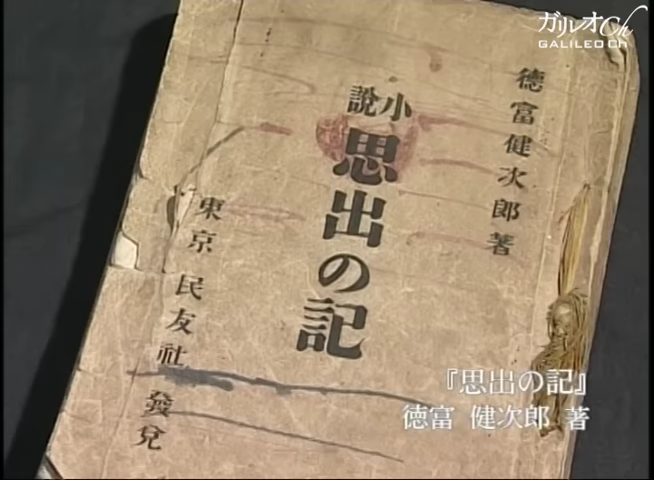 ガリレオCh
GALILEO Ch
徳富健次郎著
小說
思出の記
東京 民友社 發兌
『思出の記』
徳富 健次郎 著